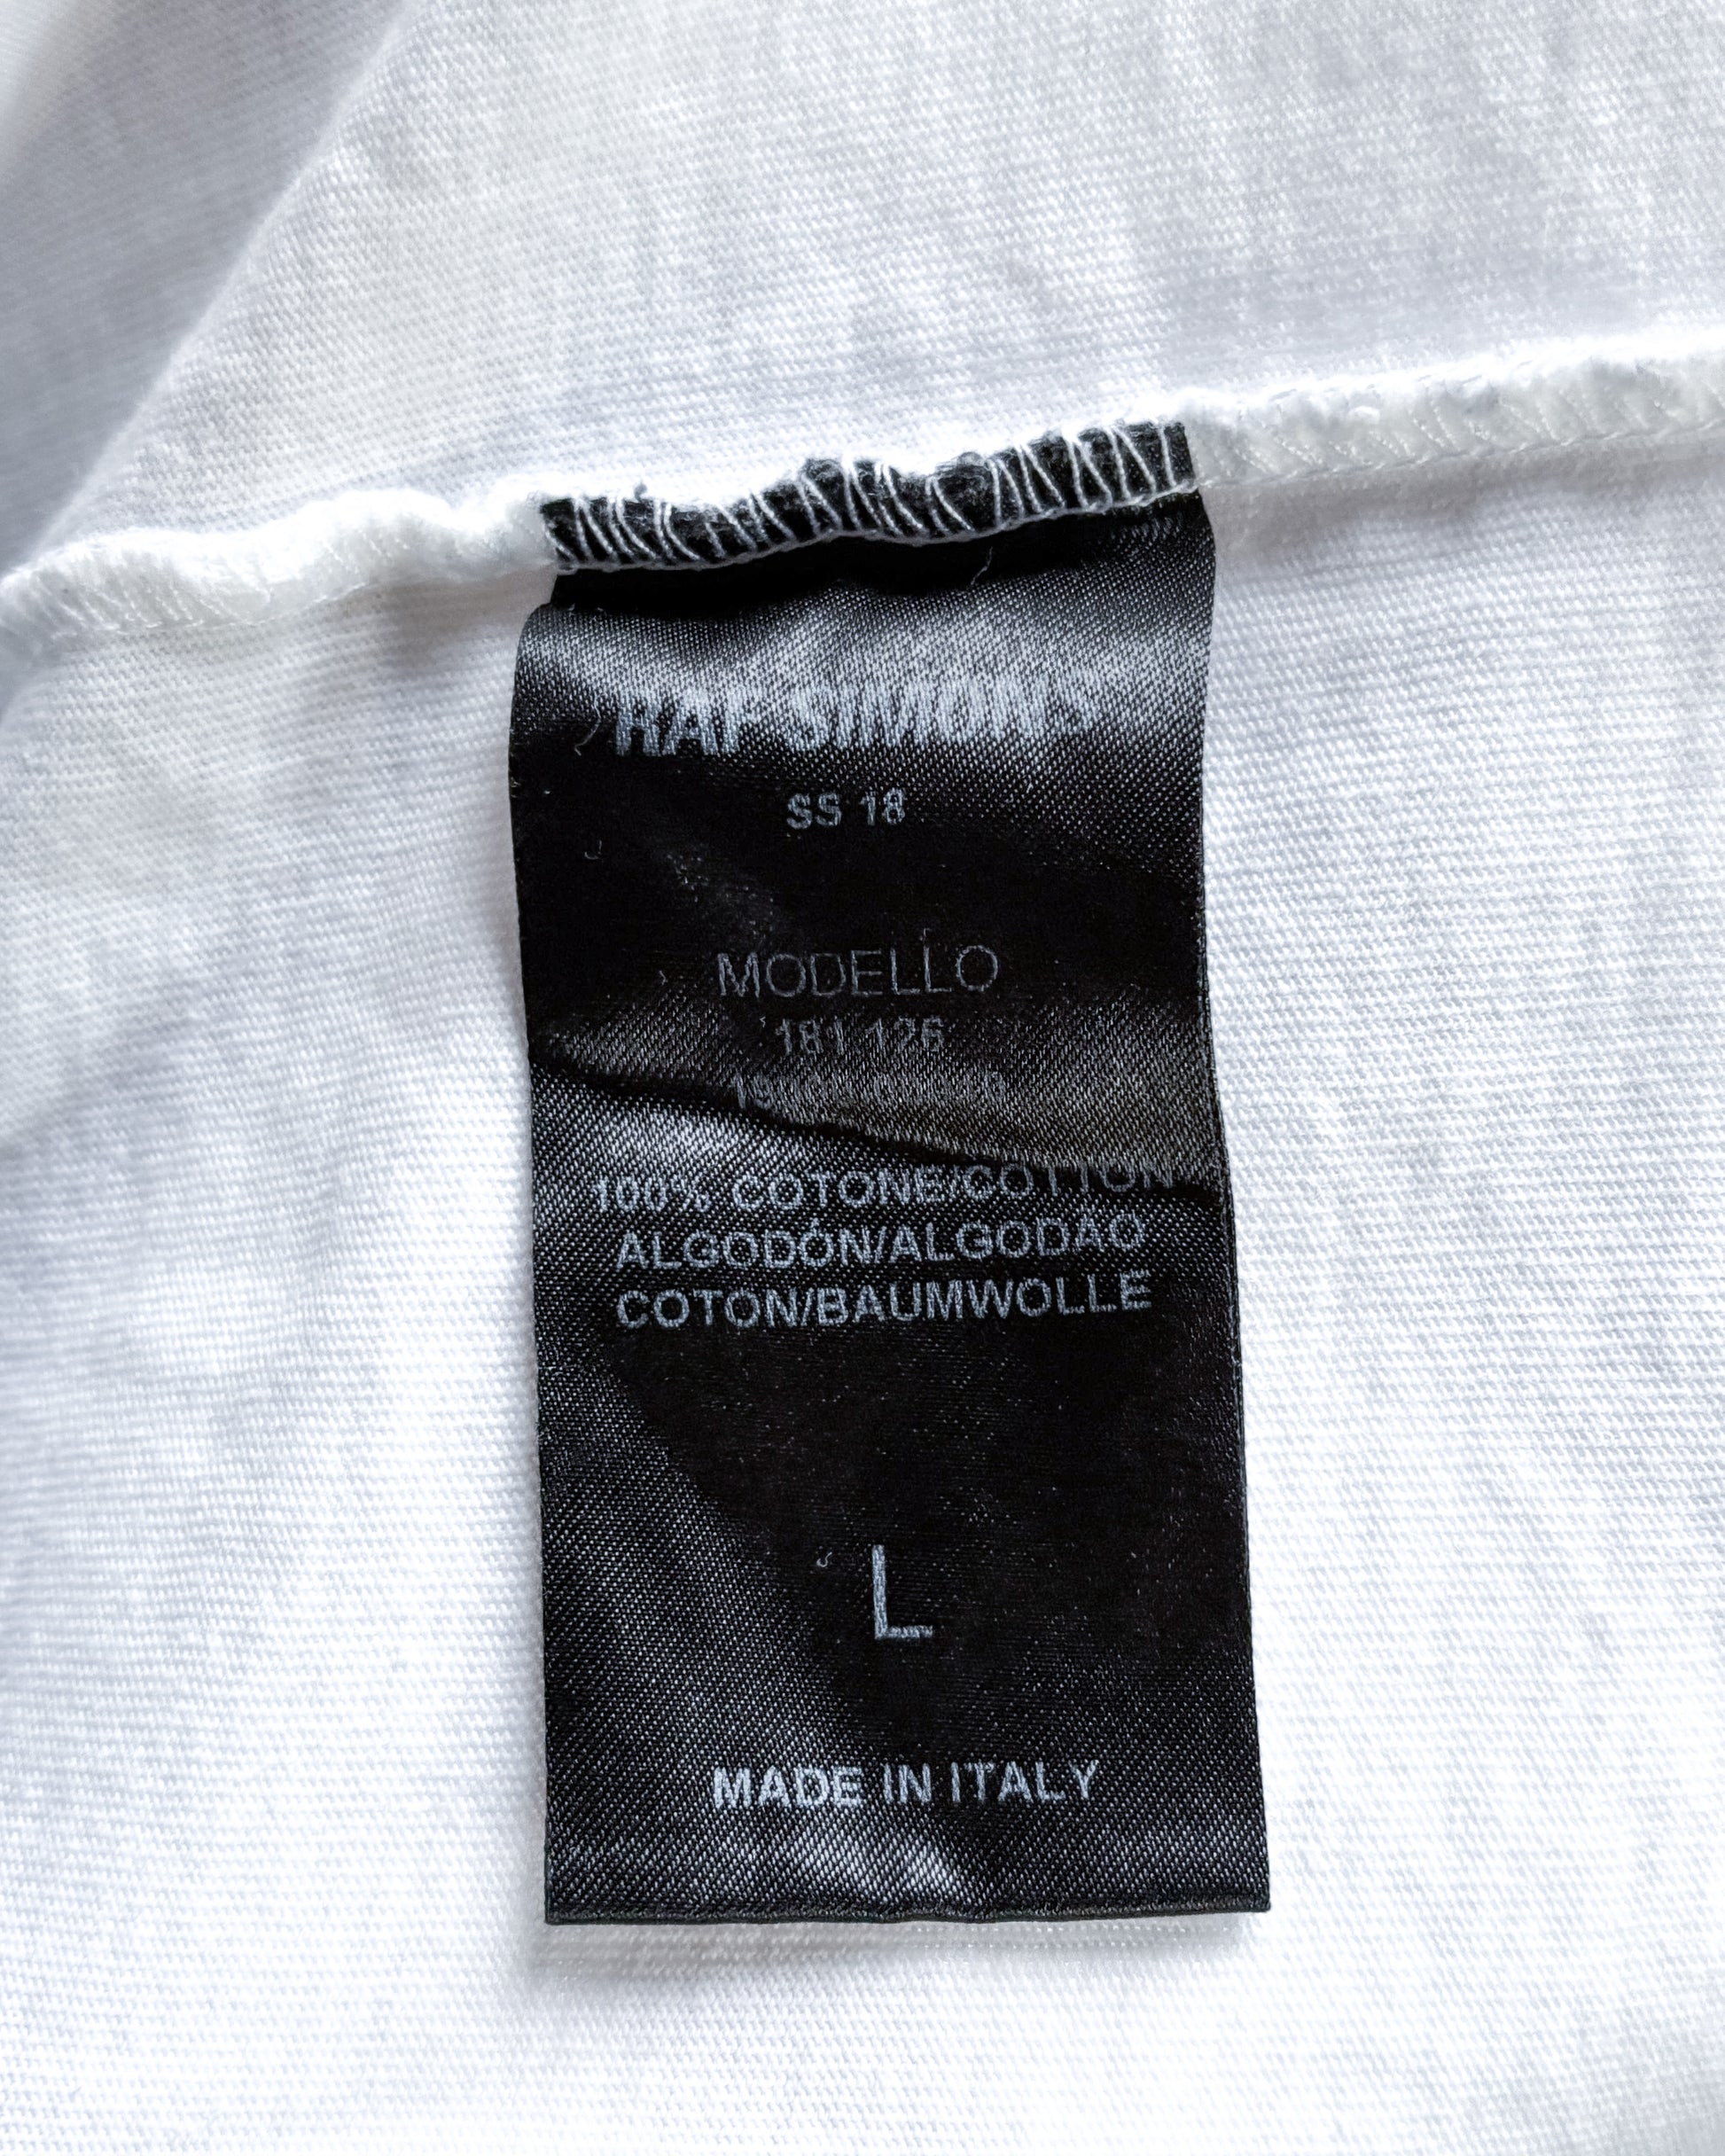 RAF SIMONS
SS 18
MODELLO
181 126
100% COTONE/COTTON
ALGODÓN/ALGODÃO
COTON/BAUMWOLLE
L
MADE IN ITALY